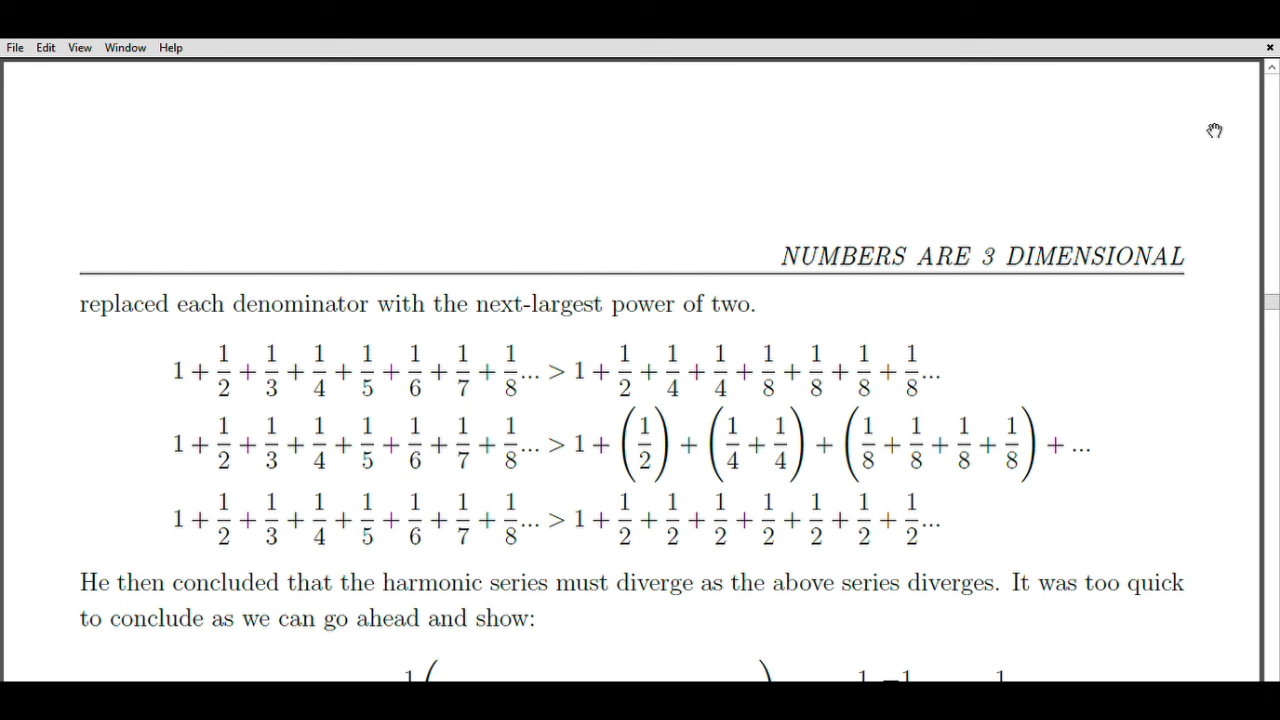 File Edit View Window Help
NUMBERS ARE 3 DIMENSIONAL
replaced each denominator with the next-largest power of two.
1 + 1/2 + 1/3 + 1/4 + 1/5 + 1/6 + 1/7 + 1/8 ... > 1 + 1/2 + 1/4 + 1/4 + 1/8 + 1/8 + 1/8 + 1/8 ...
1 + 1/2 + 1/3 + 1/4 + 1/5 + 1/6 + 1/7 + 1/8 ... > 1 + (1/2) + (1/4 + 1/4) + (1/8 + 1/8 + 1/8 + 1/8) + ...
1 + 1/2 + 1/3 + 1/4 + 1/5 + 1/6 + 1/7 + 1/8 ... > 1 + 1/2 + 1/2 + 1/2 + 1/2 + 1/2 + 1/2 + 1/2 ...
He then concluded that the harmonic series must diverge as the above series diverges. It was too quick
to conclude as we can go ahead and show: